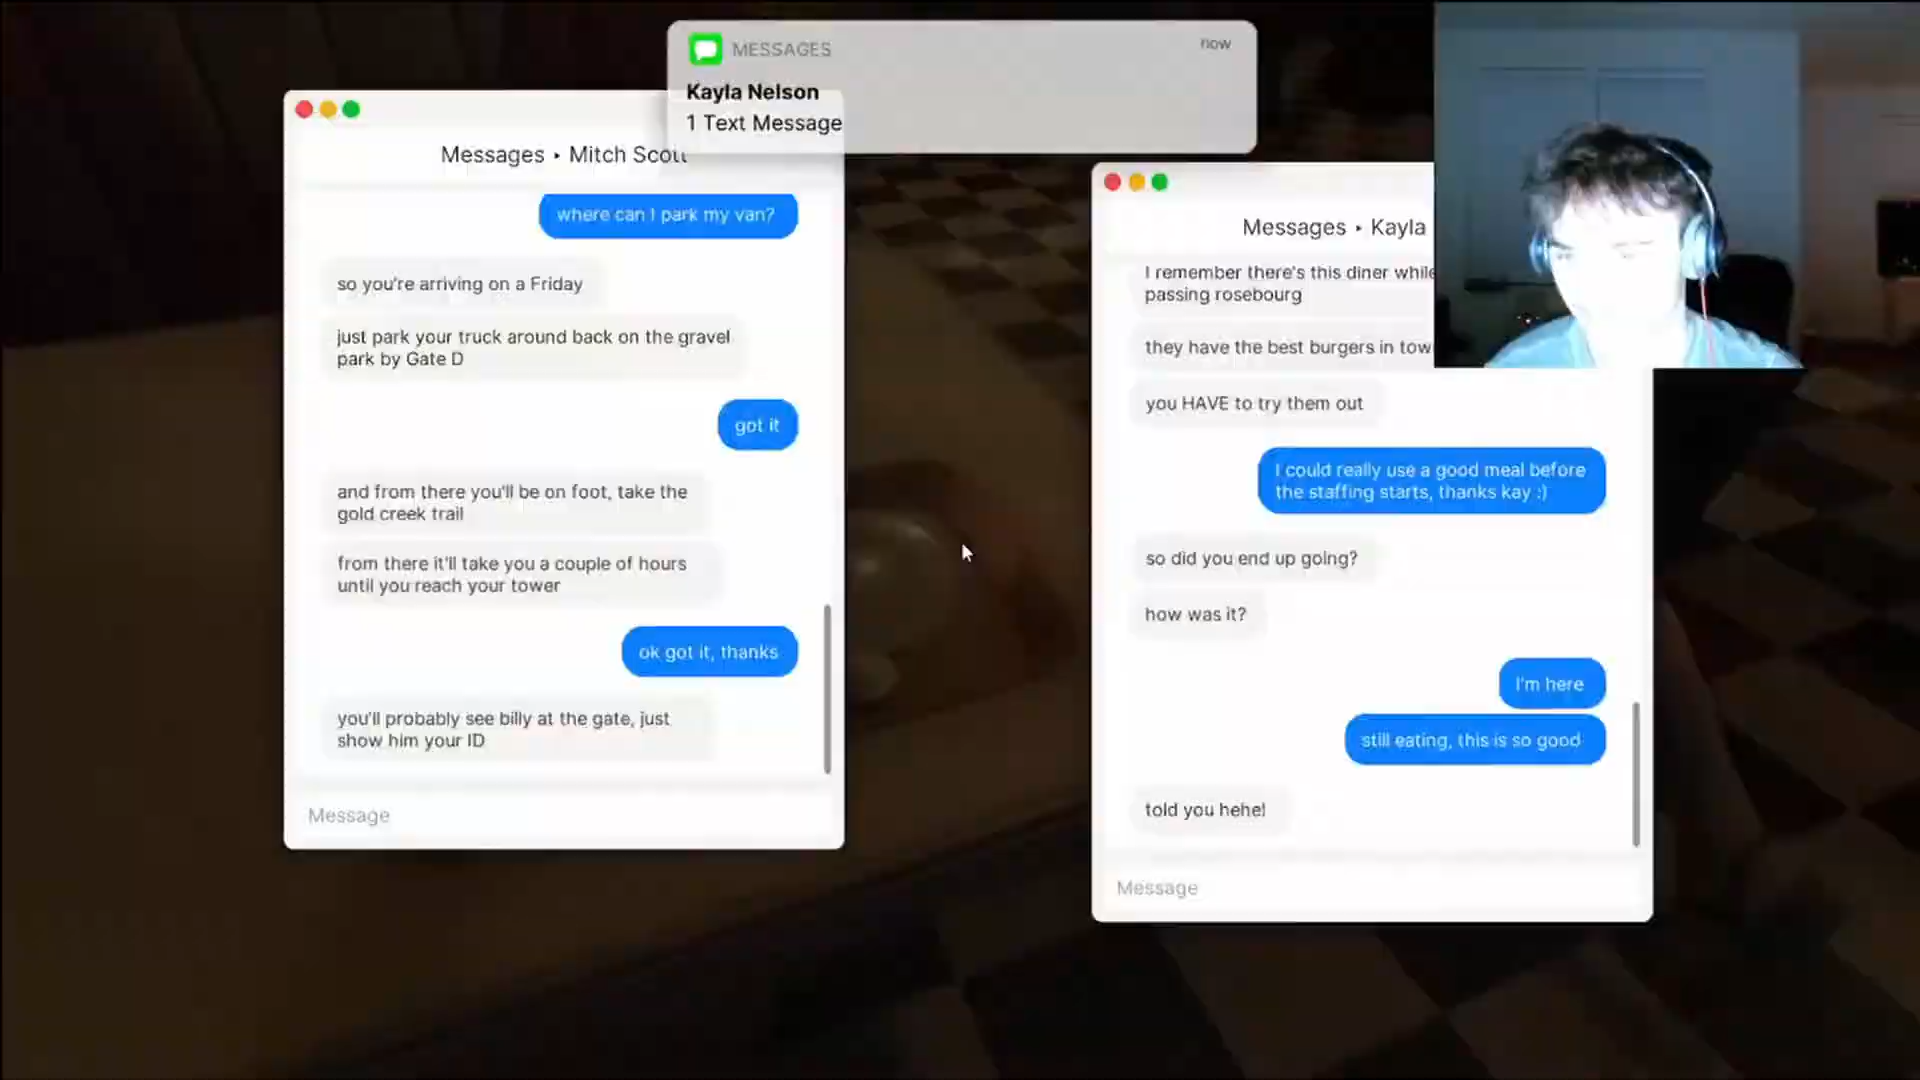 MESSAGES
now
Kayla Nelson
1 Text Message
Messages • Mitch Scott
where can I park my van?
so you're arriving on a Friday
just park your truck around back on the gravel
park by Gate D
got it
and from there you'll be on foot, take the
gold creek trail
from there it'll take you a couple of hours
until you reach your tower
ok got it, thanks
you'll probably see billy at the gate, just
show him your ID
Message
Messages • Kayla
I remember there's this diner while
passing rosebourg
they have the best burgers in tow
you HAVE to try them out
I could really use a good meal before
the staffing starts, thanks kay :)
so did you end up going?
how was it?
I'm here
still eating, this is so good
told you hehe!
Message